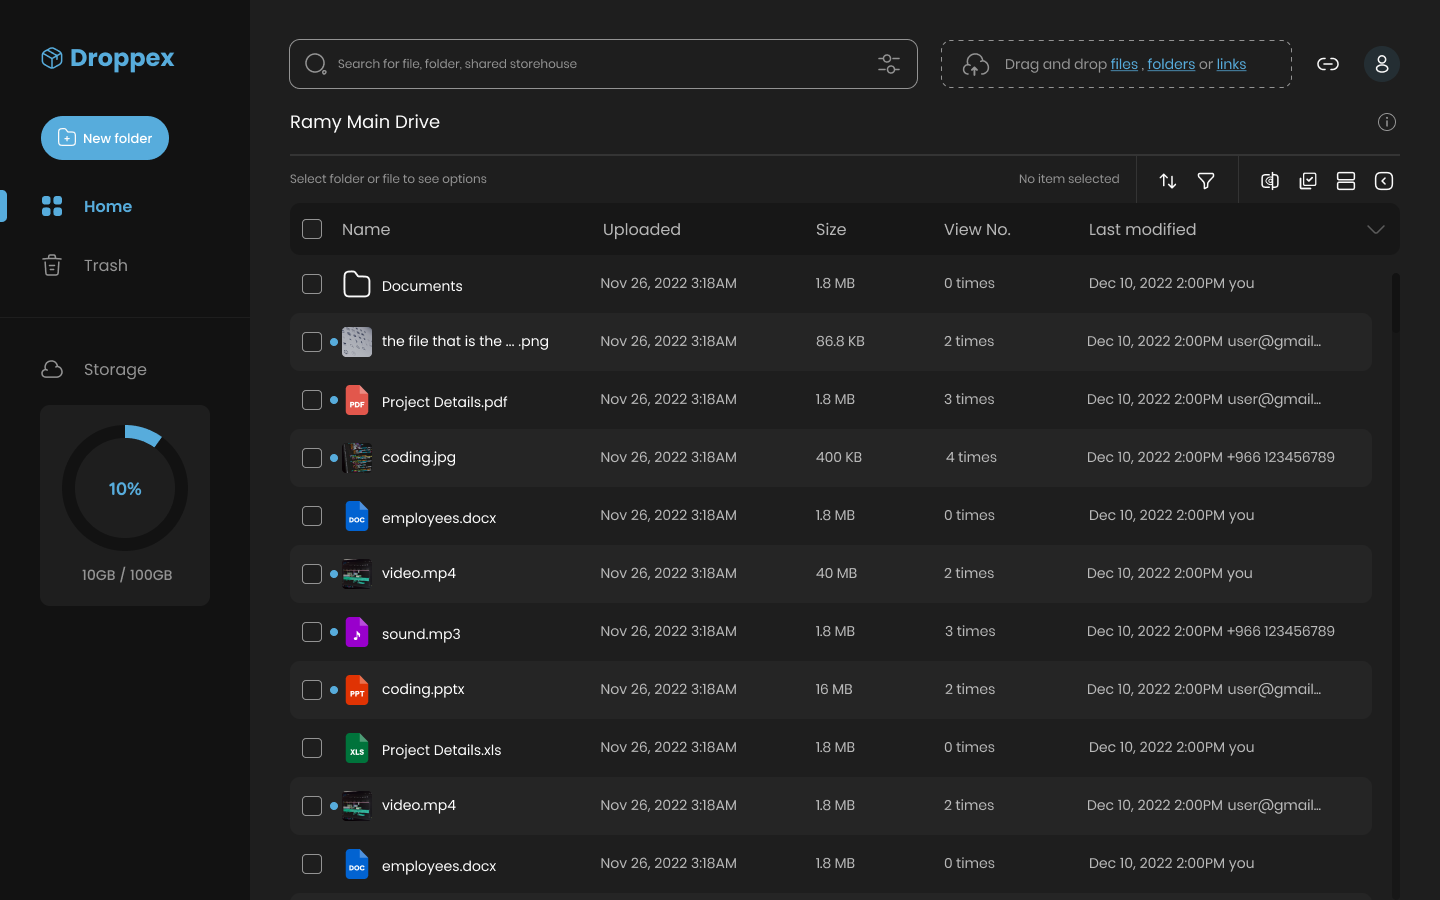 Droppex
Search for file, folder, shared storehouse
Drag and drop files , folders or links
New folder
Ramy Main Drive
Select folder or file to see options
No item selected
Home
Trash
Storage
10%
10GB / 100GB
Name Uploaded Size View No. Last modified
Documents Nov 26, 2022 3:18AM 1.8 MB 0 times Dec 10, 2022 2:00PM you
the file that is the ... .png Nov 26, 2022 3:18AM 86.8 KB 2 times Dec 10, 2022 2:00PM user@gmail...
PDF Project Details.pdf Nov 26, 2022 3:18AM 1.8 MB 3 times Dec 10, 2022 2:00PM user@gmail...
coding.jpg Nov 26, 2022 3:18AM 400 KB 4 times Dec 10, 2022 2:00PM +966 123456789
DOC employees.docx Nov 26, 2022 3:18AM 1.8 MB 0 times Dec 10, 2022 2:00PM you
video.mp4 Nov 26, 2022 3:18AM 40 MB 2 times Dec 10, 2022 2:00PM you
sound.mp3 Nov 26, 2022 3:18AM 1.8 MB 3 times Dec 10, 2022 2:00PM +966 123456789
PPT coding.pptx Nov 26, 2022 3:18AM 16 MB 2 times Dec 10, 2022 2:00PM user@gmail...
XLS Project Details.xls Nov 26, 2022 3:18AM 1.8 MB 0 times Dec 10, 2022 2:00PM you
video.mp4 Nov 26, 2022 3:18AM 1.8 MB 2 times Dec 10, 2022 2:00PM user@gmail...
DOC employees.docx Nov 26, 2022 3:18AM 1.8 MB 0 times Dec 10, 2022 2:00PM you